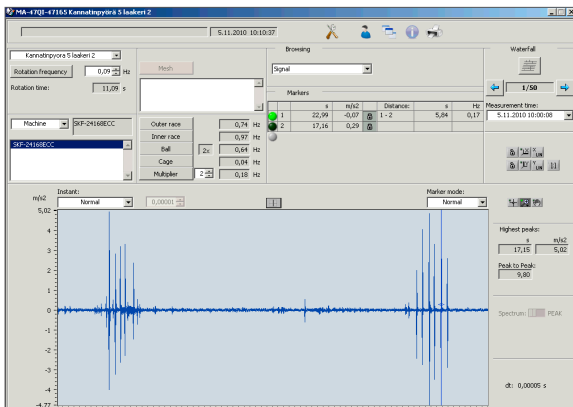 MA-47QI-47165 Kannatinpyörä 5 laakeri 2
5.11.2010 10:10:37
Kannatinpyora 5 laakeri 2
Rotation frequency 0,09 Hz
Rotation time: 11,09 s
Mesh
Machine SKF-24168ECC
SKF-24168ECC
Outer race 0,74 Hz
Inner race 0,97 Hz
Ball 2x 0,64 Hz
Cage 0,04 Hz
Multiplier 2 0,18 Hz
Browsing
Signal
Markers
s m/s2 Distance: s Hz
1 22,99 -0,07 1 - 2 5,84 0,17
2 17,16 0,29
Waterfall
1/50
Measurement time:
5.11.2010 10:00:08
Instant:
Normal 0,00001
Marker mode:
Normal
m/s2
5,02
4
3
2
1
0
-1
-2
-3
-4
-4.77
Highest peaks:
s m/s2
17,15 5,02
Peak to Peak:
9,80
Spectrum: PEAK
dt: 0,00005 s